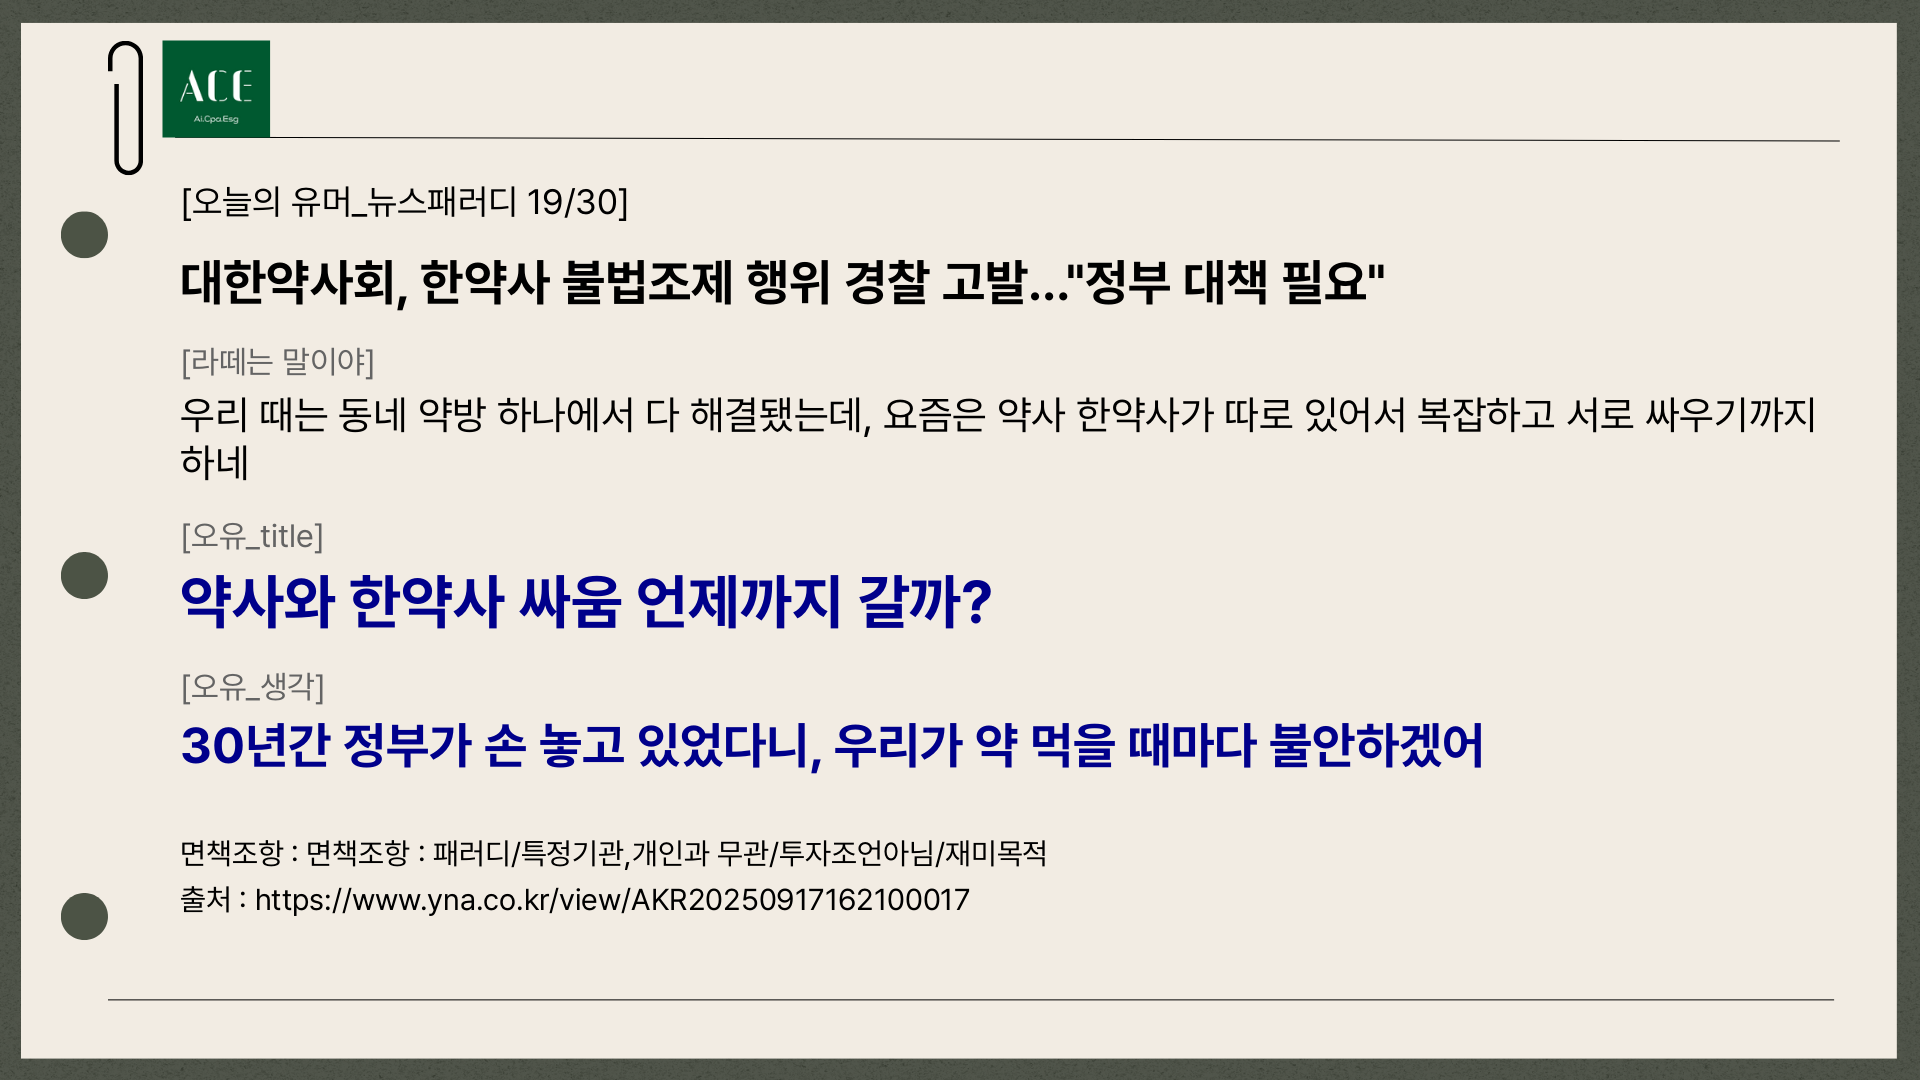 ACE
Ai.Cpa.Esg
[오늘의 유머_뉴스패러디 19/30]
대한약사회, 한약사 불법조제 행위 경찰 고발..."정부 대책 필요"
[라떼는 말이야]
우리 때는 동네 약방 하나에서 다 해결됐는데, 요즘은 약사 한약사가 따로 있어서 복잡하고 서로 싸우기까지
하네
[오유_title]
약사와 한약사 싸움 언제까지 갈까?
[오유_생각]
30년간 정부가 손 놓고 있었다니, 우리가 약 먹을 때마다 불안하겠어
면책조항 : 면책조항 : 패러디/특정기관,개인과 무관/투자조언아님/재미목적
출처 : https://www.yna.co.kr/view/AKR20250917162100017